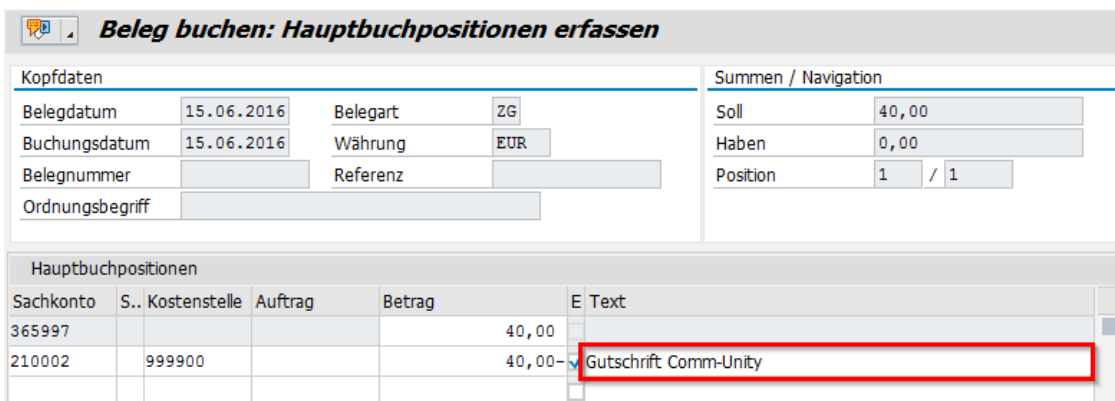 Beleg buchen: Hauptbuchpositionen erfassen
Kopfdaten
Belegdatum 15.06.2016 Belegart ZG
Buchungsdatum 15.06.2016 Währung EUR
Belegnummer Referenz
Ordnungsbegriff
Summen / Navigation
Soll 40,00
Haben 0,00
Position 1 / 1
Hauptbuchpositionen
Sachkonto S.. Kostenstelle Auftrag Betrag E Text
365997 40,00
210002 999900 40,00- Gutschrift Comm-Unity